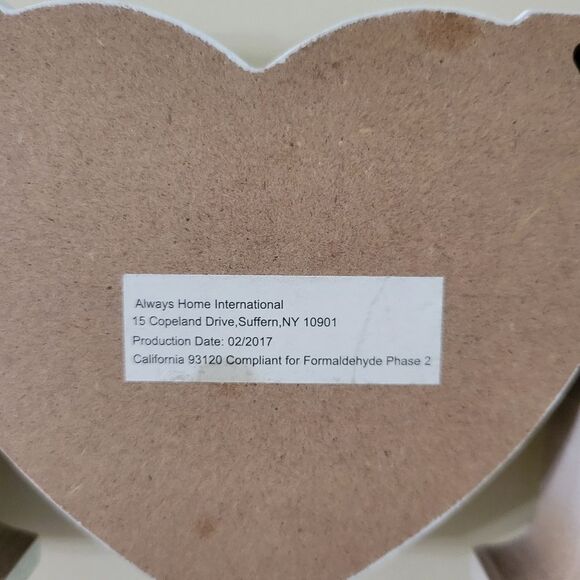 Always Home International
15 Copeland Drive,Suffern,NY 10901
Production Date: 02/2017
California 93120 Compliant for Formaldehyde Phase 2